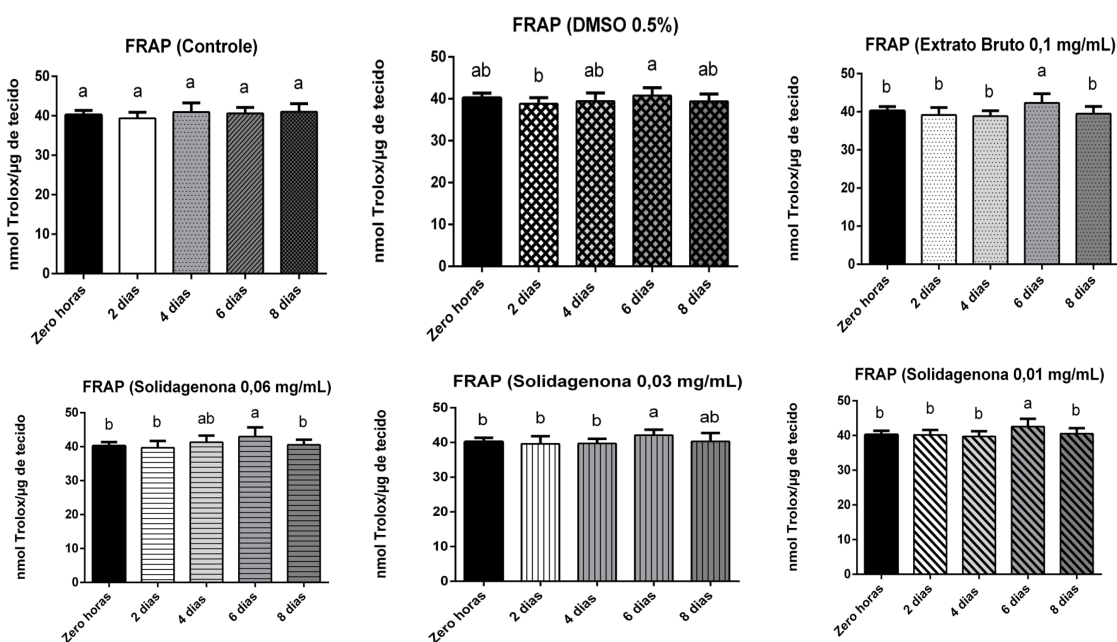 FRAP (Controle)
nmol Trolox/µg de tecido
50
40
30
20
10
0
a
a
a
a
a
Zero horas
2 dias
4 dias
6 dias
8 dias
FRAP (DMSO 0.5%)
nmol Trolox/µg de tecido
50
40
30
20
10
0
ab
b
ab
a
ab
Zero horas
2 dias
4 dias
6 dias
8 dias
FRAP (Extrato Bruto 0,1 mg/mL)
nmol Trolox/µg de tecido
50
40
30
20
10
0
b
b
b
a
b
Zero horas
2 dias
4 dias
6 dias
8 dias
FRAP (Solidagenona 0,06 mg/mL)
nmol Trolox/µg de tecido
50
40
30
20
10
0
b
b
ab
a
b
Zero horas
2 dias
4 dias
6 dias
8 dias
FRAP (Solidagenona 0,03 mg/mL)
nmol Trolox/µg de tecido
50
40
30
20
10
0
b
b
b
a
ab
Zero horas
2 dias
4 dias
6 dias
8 dias
FRAP (Solidagenona 0,01 mg/mL)
nmol Trolox/µg de tecido
50
40
30
20
10
0
b
b
b
a
b
Zero horas
2 dias
4 dias
6 dias
8 dias